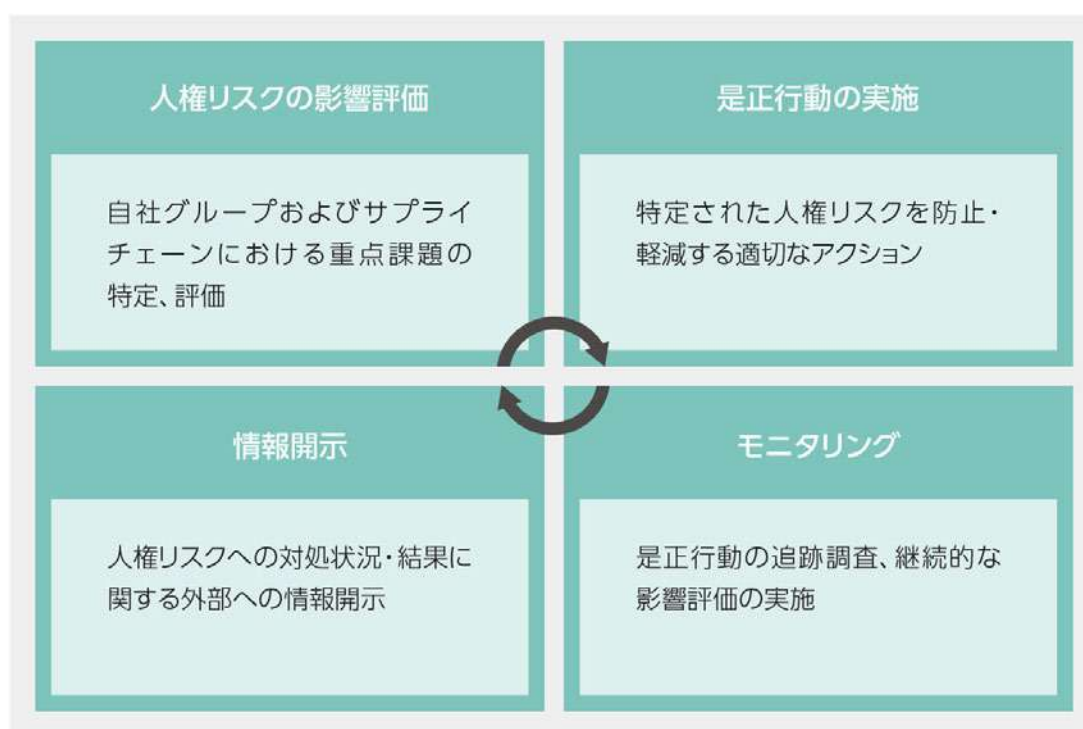 人権リスクの影響評価
自社グループおよびサプライ
チェーンにおける重点課題の
特定、評価
是正行動の実施
特定された人権リスクを防止・
軽減する適切なアクション
情報開示
人権リスクへの対処状況・結果に
関する外部への情報開示
モニタリング
是正行動の追跡調査、継続的な
影響評価の実施